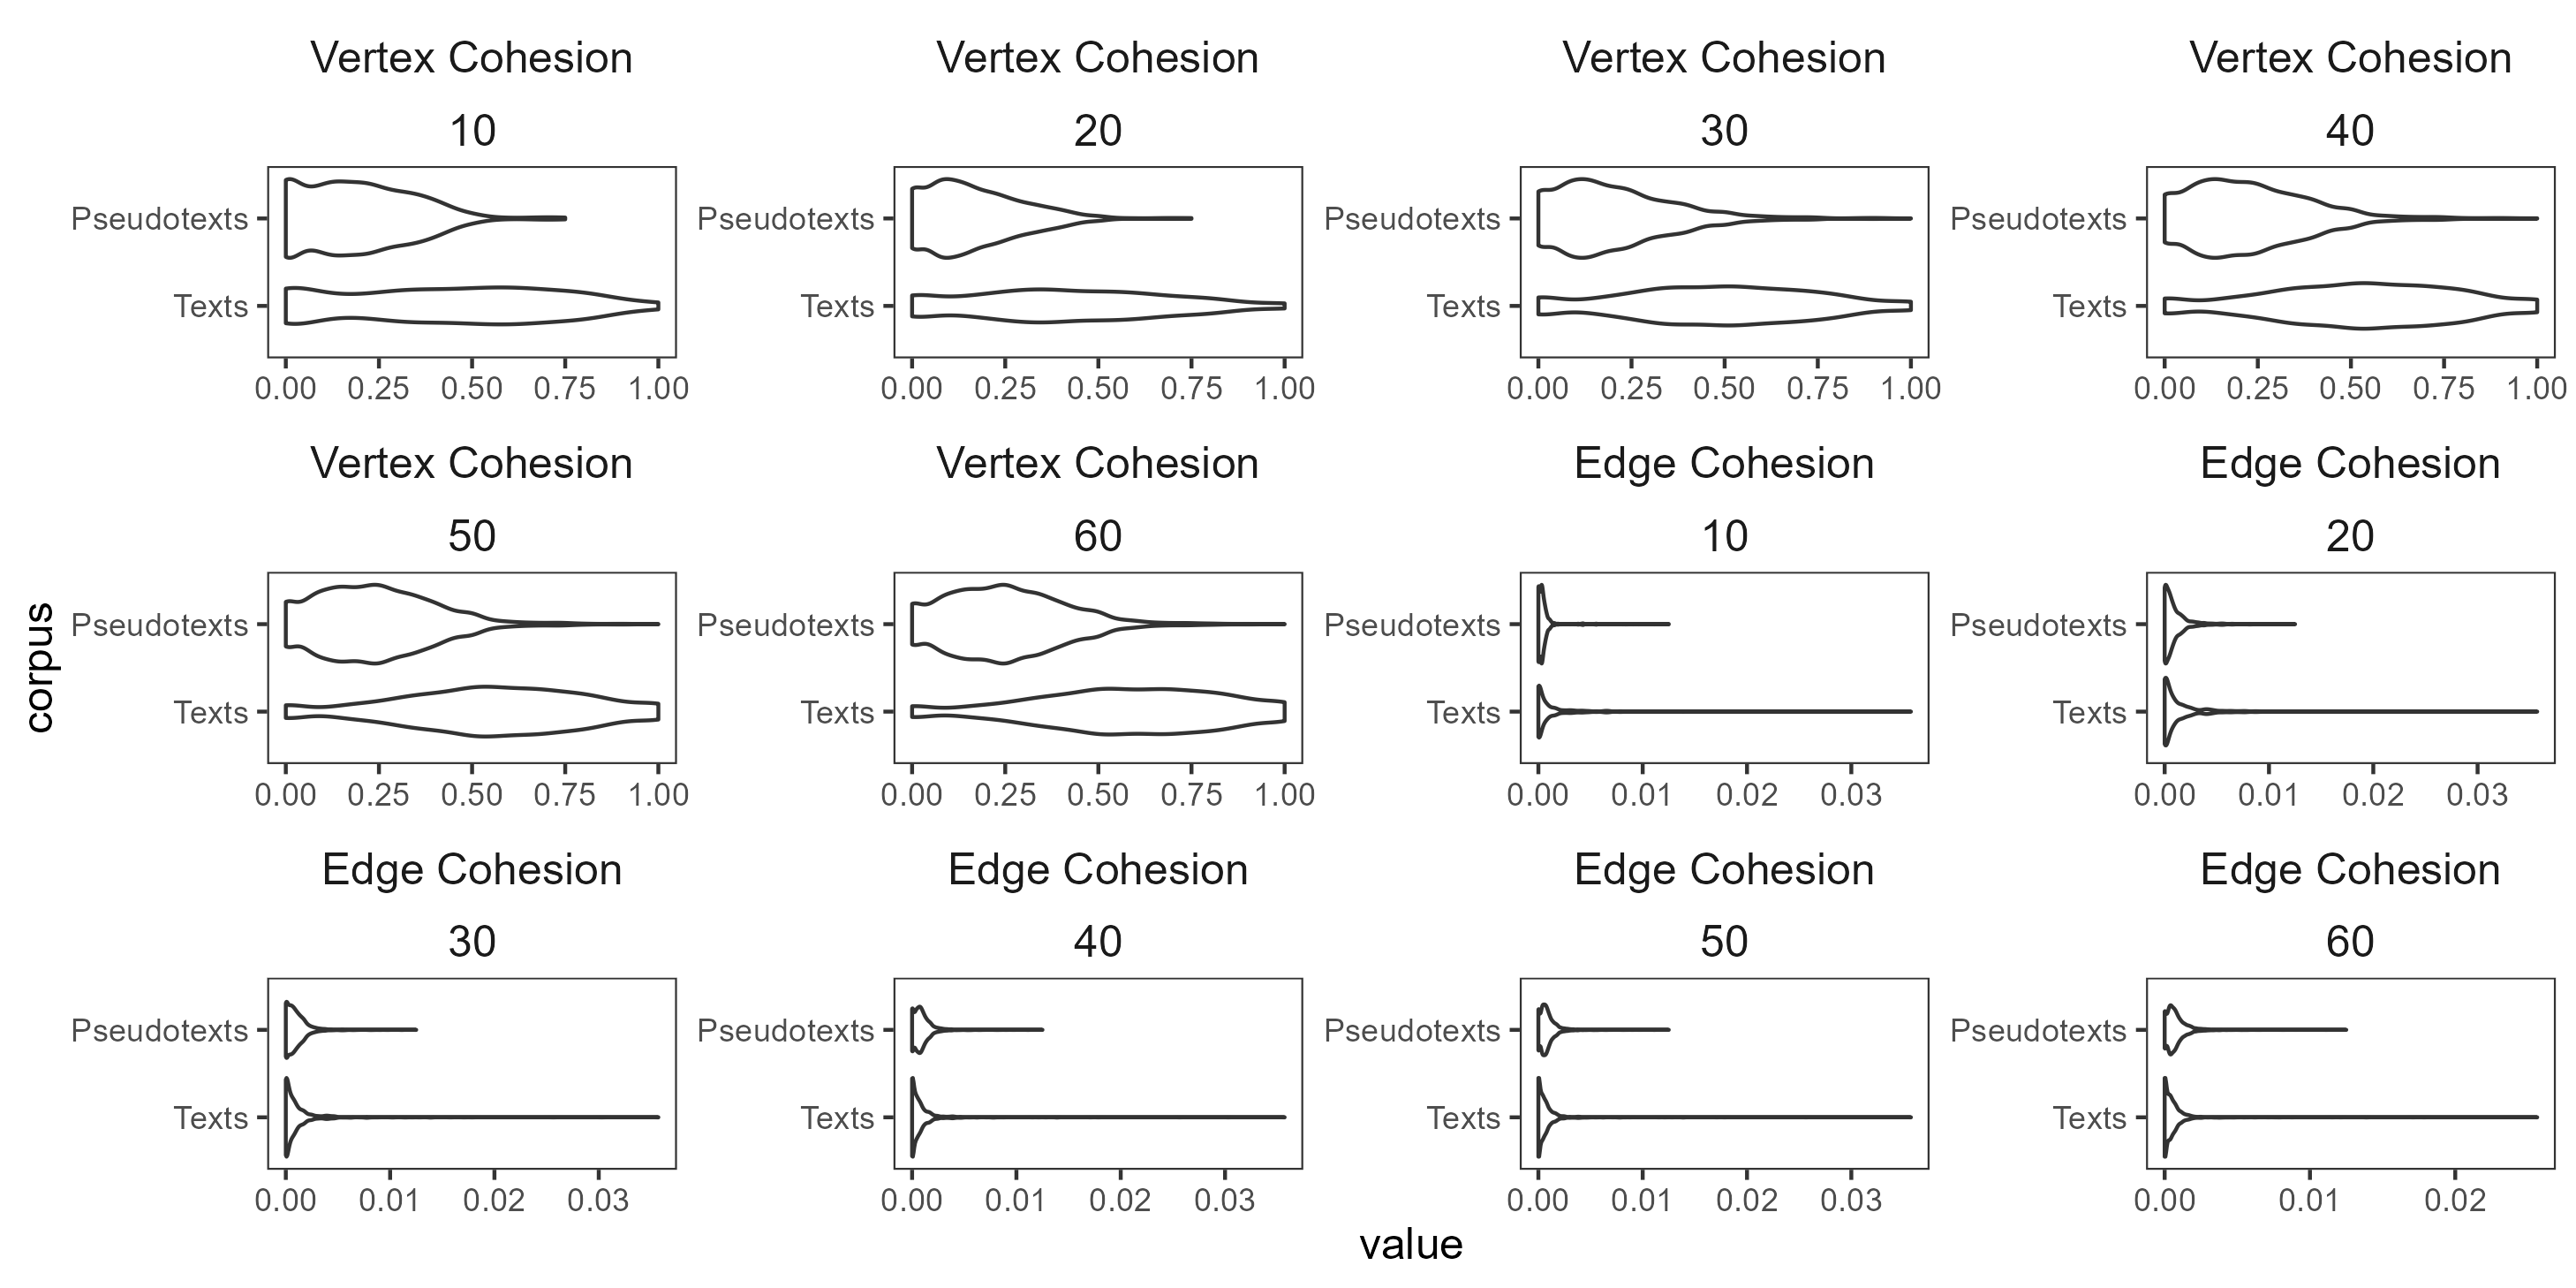 Vertex Cohesion Vertex Cohesion Vertex Cohesion Vertex Cohesion
10 20 30 40
Pseudotexts Pseudotexts Pseudotexts Pseudotexts
Texts Texts Texts Texts
0.00 0.25 0.50 0.75 1.00 0.00 0.25 0.50 0.75 1.00 0.00 0.25 0.50 0.75 1.00 0.00 0.25 0.50 0.75 1.00
Vertex Cohesion Vertex Cohesion Edge Cohesion Edge Cohesion
50 60 10 20
Pseudotexts Pseudotexts Pseudotexts Pseudotexts
corpus
Texts Texts Texts Texts
0.00 0.25 0.50 0.75 1.00 0.00 0.25 0.50 0.75 1.00 0.00 0.01 0.02 0.03 0.00 0.01 0.02 0.03
Edge Cohesion Edge Cohesion Edge Cohesion Edge Cohesion
30 40 50 60
Pseudotexts Pseudotexts Pseudotexts Pseudotexts
Texts Texts Texts Texts
0.00 0.01 0.02 0.03 0.00 0.01 0.02 0.03 0.00 0.01 0.02 0.03 0.00 0.01 0.02
value